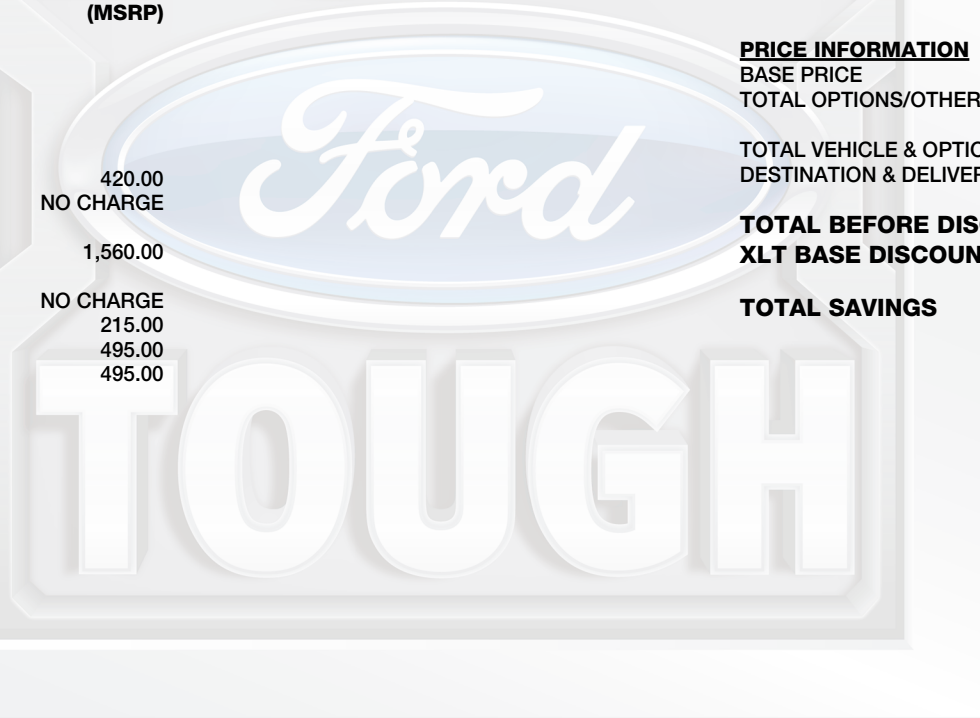 (MSRP)
420.00
NO CHARGE
1,560.00
NO CHARGE
215.00
495.00
495.00
PRICE INFORMATION
BASE PRICE
TOTAL OPTIONS/OTHER
TOTAL VEHICLE & OPTIO
DESTINATION & DELIVER
TOTAL BEFORE DIS
XLT BASE DISCOUN
TOTAL SAVINGS
Ford
TOUGH